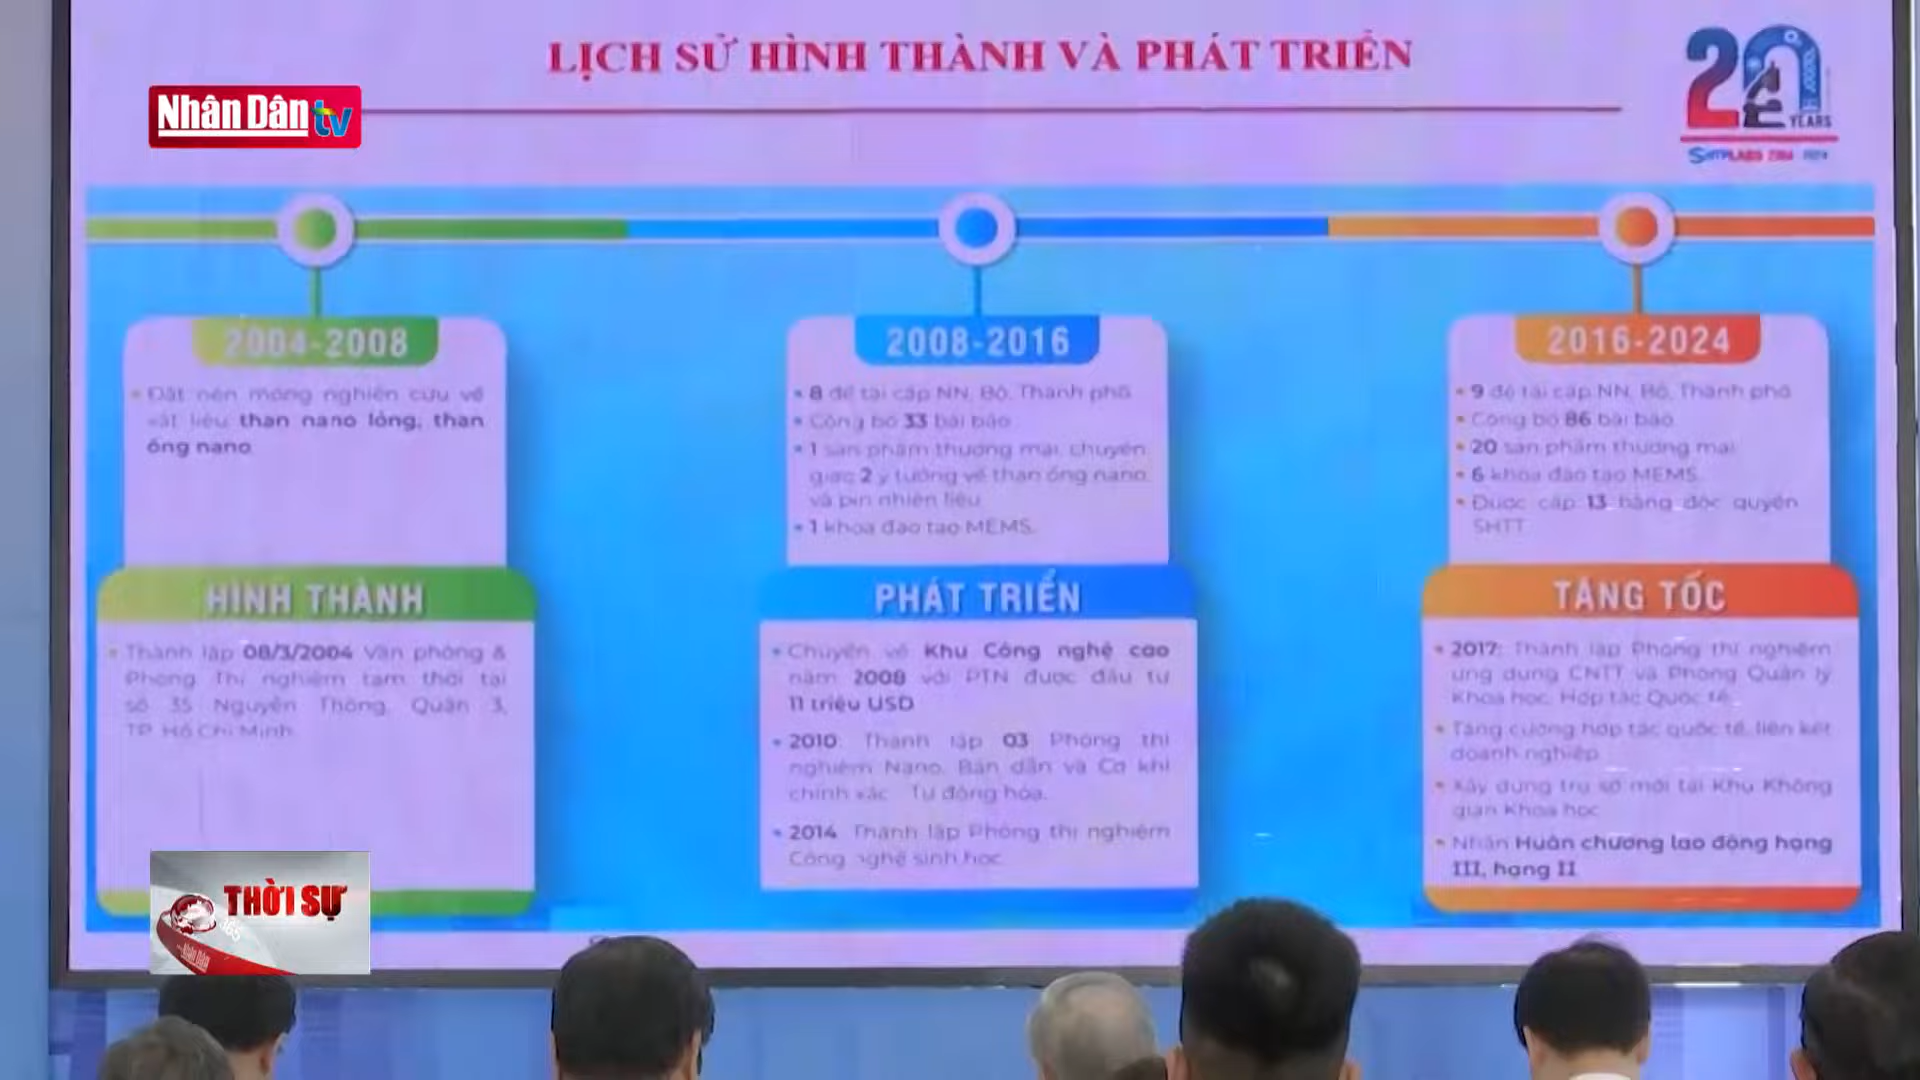 LỊCH SỬ HÌNH THÀNH VÀ PHÁT TRIỂN
Nhân Dân tv
20
YEARS
SHTPLABS 2004 - 2024
2004-2008
Đặt nền móng nghiên cứu về
vật liệu than nano lỏng, than
ống nano
HÌNH THÀNH
Thành lập 08/3/2004 Văn phòng &
Phòng Thí nghiệm tạm thời tại
số 35 Nguyễn Thông, Quận 3,
TP. Hồ Chí Minh
2008-2016
8 đề tài cấp NN, Bộ, Thành phố
Công bố 33 bài báo
1 sản phẩm thương mại, chuyển
giao 2 ý tưởng về than ống nano
và pin nhiên liệu
1 khóa đào tạo MEMS.
PHÁT TRIỂN
Chuyển về Khu Công nghệ cao
năm 2008 với PTN được đầu tư
11 triệu USD
2010: Thành lập 03 Phòng thí
nghiệm Nano, Bán dẫn và Cơ khí
chính xác - Tự động hóa.
2014: Thành lập Phòng thí nghiệm
Công nghệ sinh học
2016-2024
9 đề tài cấp NN, Bộ, Thành phố
Công bố 86 bài báo
20 sản phẩm thương mại
6 khóa đào tạo MEMS
Được cấp 13 bằng độc quyền
SHTT
TĂNG TỐC
2017: Thành lập Phòng thí nghiệm
ứng dụng CNTT và Phòng Quản lý
Khoa học, Hợp tác Quốc tế
Tăng cường hợp tác quốc tế, liên kết
doanh nghiệp
Xây dựng trụ sở mới tại Khu Không
gian Khoa học
Nhận Huân chương lao động hạng
III, hạng II
THỜI SỰ
365
Nhân Dân